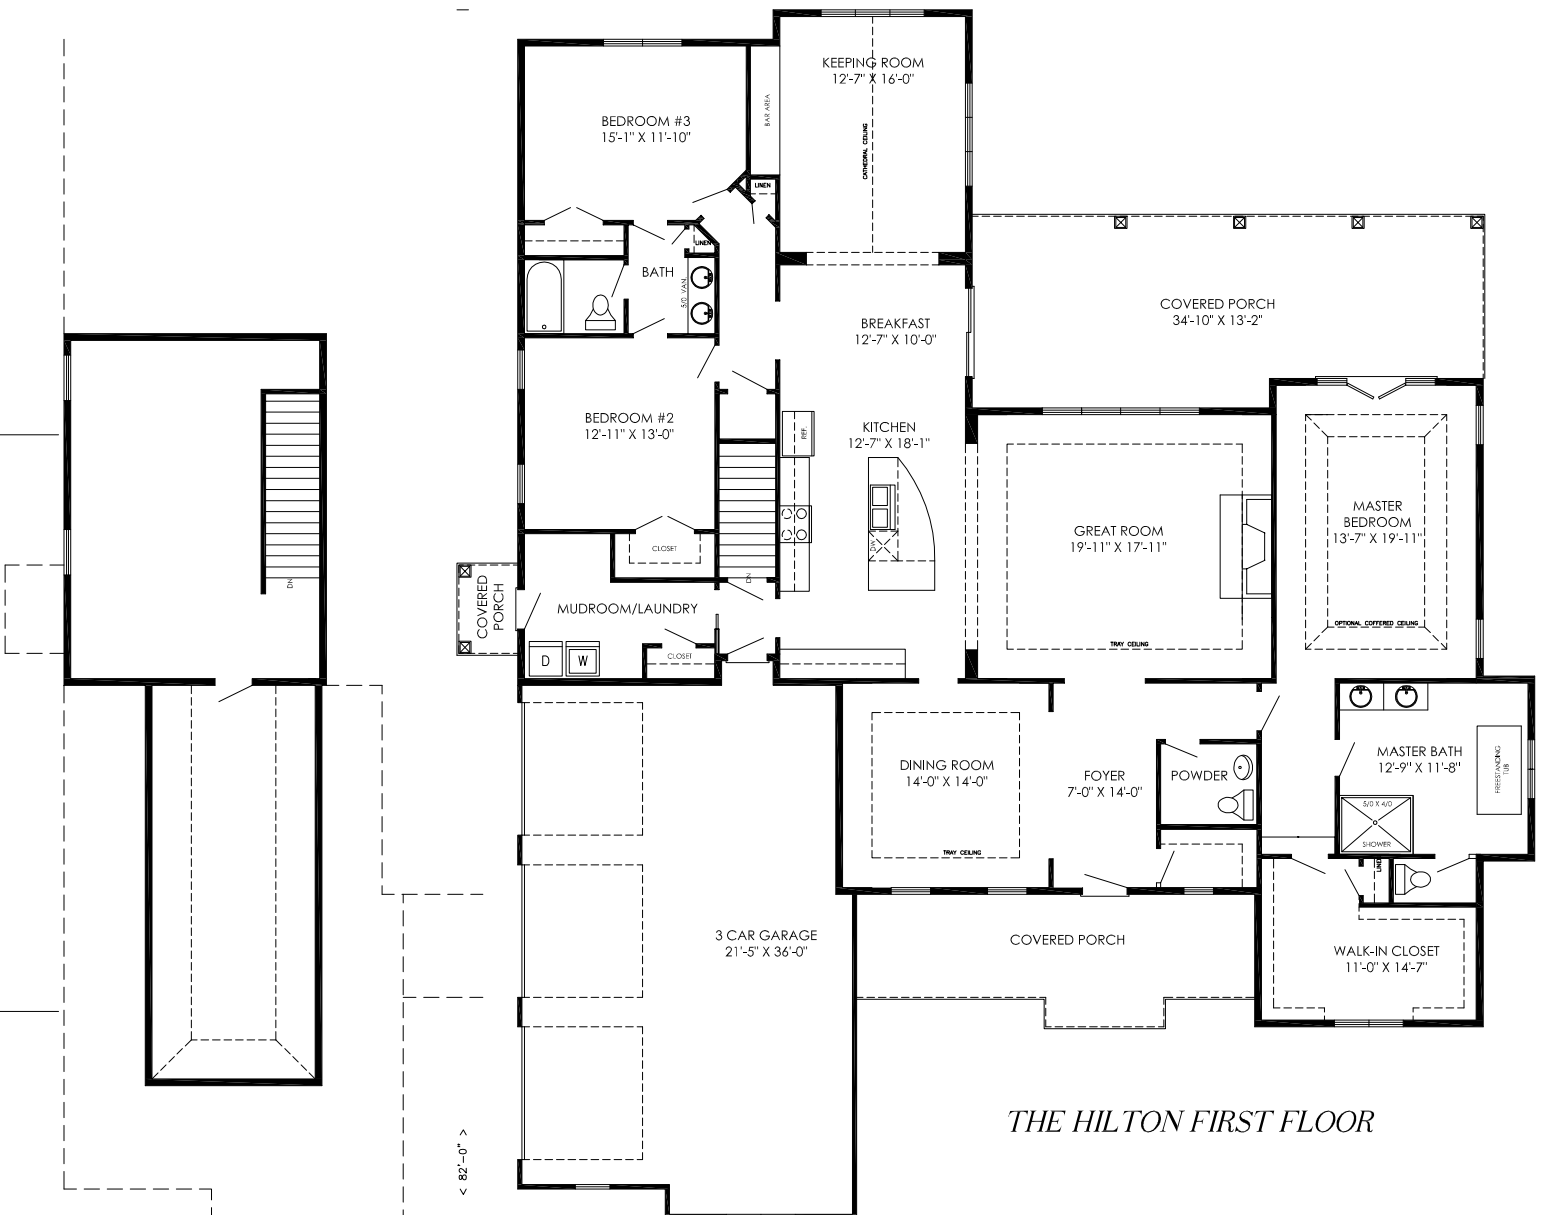 KEEPING ROOM
12'-7" X 16'-0"
CATHEDRAL CEILING
BAR AREA
BEDROOM #3
15'-1" X 11'-10"
LINEN
LINEN
BATH
5/0 VAN.
COVERED PORCH
34'-10" X 13'-2"
BREAKFAST
12'-7" X 10'-0"
BEDROOM #2
12'-11" X 13'-0"
REF.
KITCHEN
12'-7" X 18'-1"
DW
GREAT ROOM
19'-11" X 17'-11"
TRAY CEILING
MASTER
BEDROOM
13'-7" X 19'-11"
OPTIONAL COFFERED CEILING
CLOSET
DN
DN
COVERED
PORCH
MUDROOM/LAUNDRY
D
W
CLOSET
DINING ROOM
14'-0" X 14'-0"
TRAY CEILING
FOYER
7'-0" X 14'-0"
POWDER
MASTER BATH
12'-9" X 11'-8"
FREESTANDING
TUB
5/0 X 4/0
SHOWER
LINEN
3 CAR GARAGE
21'-5" X 36'-0"
COVERED PORCH
WALK-IN CLOSET
11'-0" X 14'-7"
THE HILTON FIRST FLOOR
< 82'-0" >